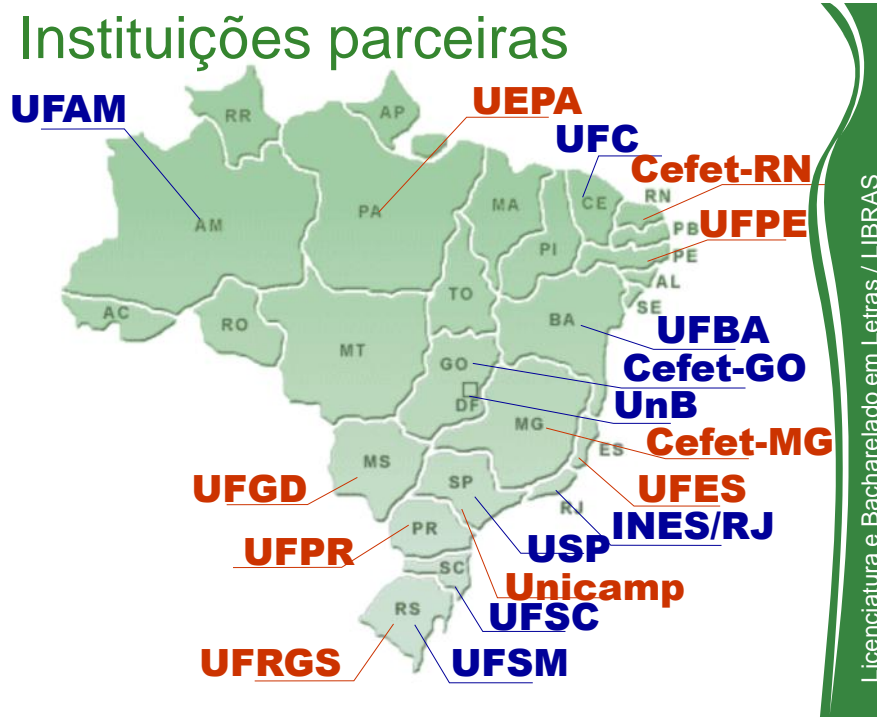 Instituições parceiras
UFAM
UEPA
UFC
Cefet-RN
RR
AP
RN
AM
PA
MA
CE
PB
UFPE
PI
PE
AL
TO
SE
AC
RO
MT
BA
UFBA
GO
Cefet-GO
DF
UnB
MG
Cefet-MG
ES
MS
SP
UFGD
UFES
RJ
INES/RJ
PR
UFPR
USP
SC
Unicamp
RS
UFSC
UFRGS
UFSM
Licenciatura e Bacharelado em Letras / LIBRAS